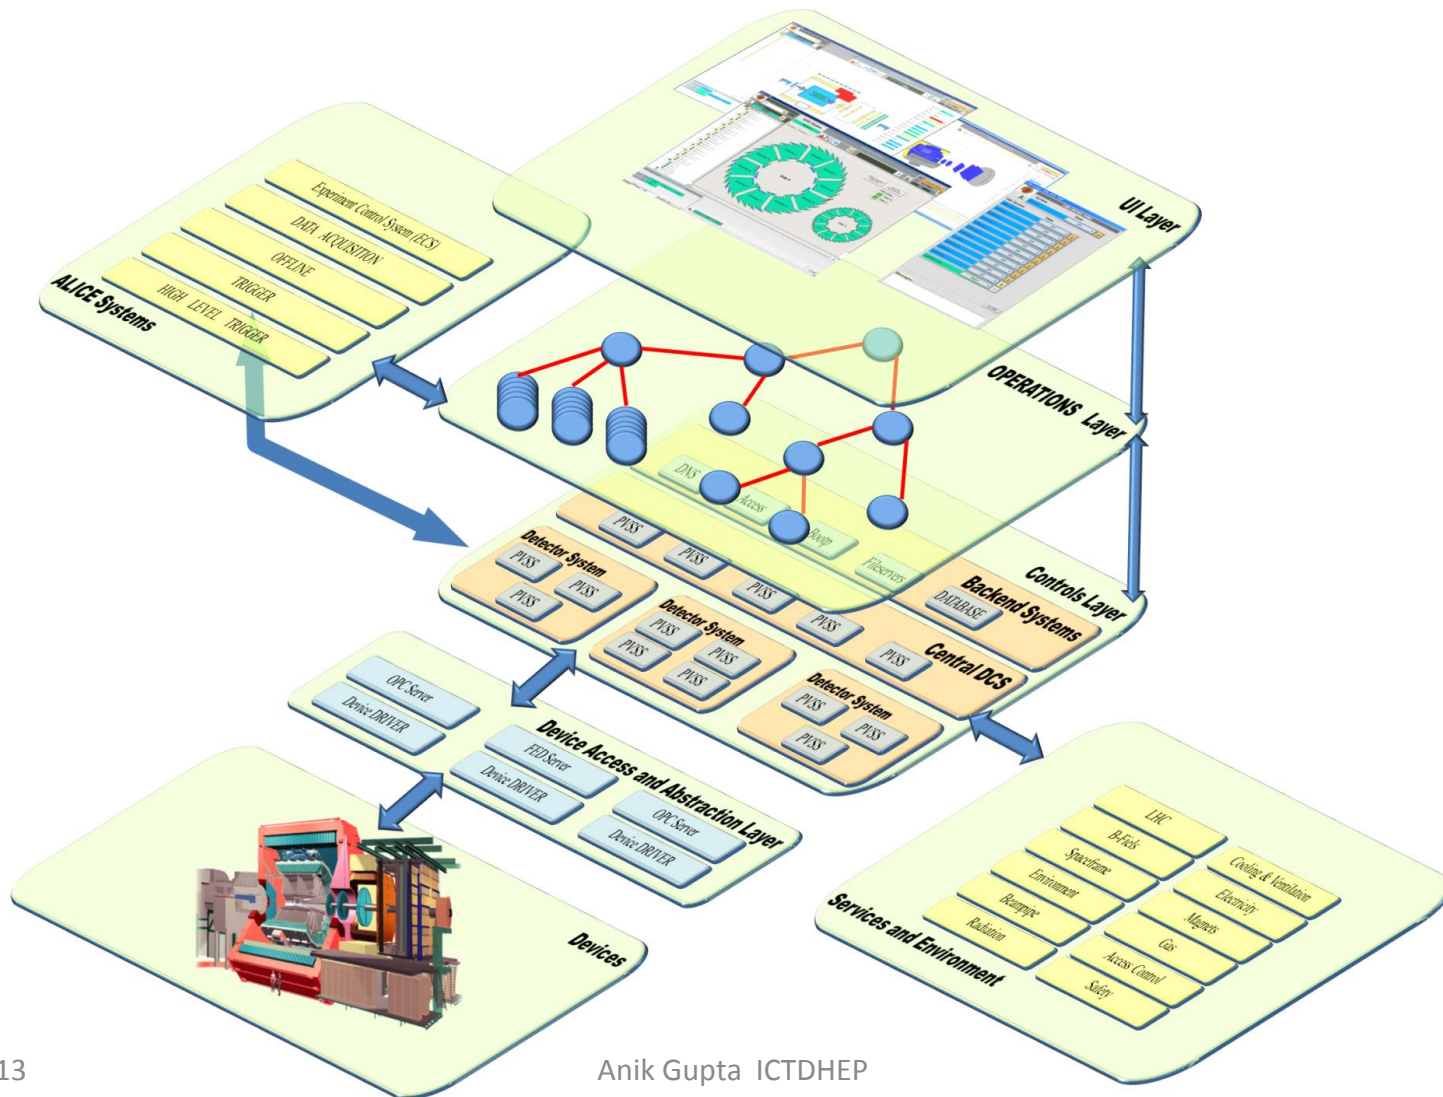 UI Layer
Experiment Control System (ECS)
DATA ACQUISITION
OFFLINE
TRIGGER
HIGH LEVEL TRIGGER
ALICE Systems
OPERATIONS Layer
DNS
Access
Bootp
Fileservers
DATABASE
Backend Systems
Controls Layer
PVSS
PVSS
PVSS
PVSS
PVSS
Central DCS
Detector System
PVSS
PVSS
PVSS
Detector System
PVSS
PVSS
PVSS
PVSS
Detector System
PVSS
PVSS
PVSS
OPC Server
Device DRIVER
FED Server
Device DRIVER
OPC Server
Device DRIVER
Device Access and Abstraction Layer
Devices
LHC
B-Fiels
Spaceframe
Environment
Beampipe
Radiation
Cooling & Ventilation
Electricity
Magnets
Gas
Access Control
Safety
Services and Environment
13
Anik Gupta ICTDHEP